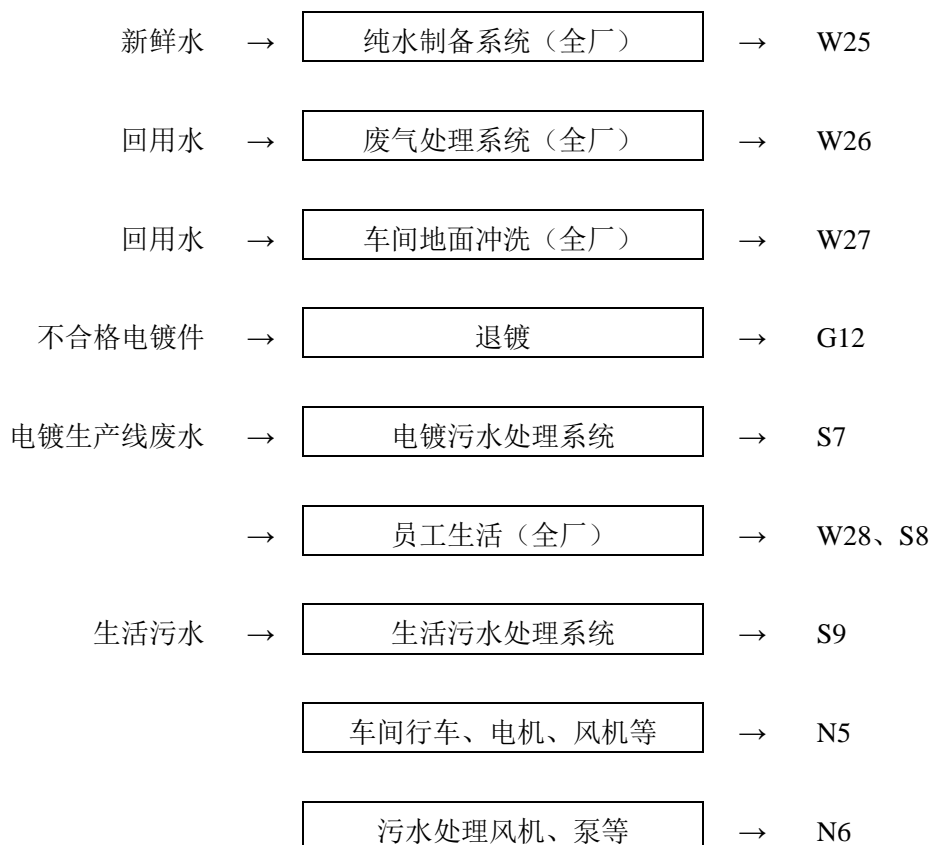 新鲜水 → 纯水制备系统（全厂） → W25
回用水 → 废气处理系统（全厂） → W26
回用水 → 车间地面冲洗（全厂） → W27
不合格电镀件 → 退镀 → G12
电镀生产线废水 → 电镀污水处理系统 → S7
→ 员工生活（全厂） → W28、S8
生活污水 → 生活污水处理系统 → S9
车间行车、电机、风机等 → N5
污水处理风机、泵等 → N6